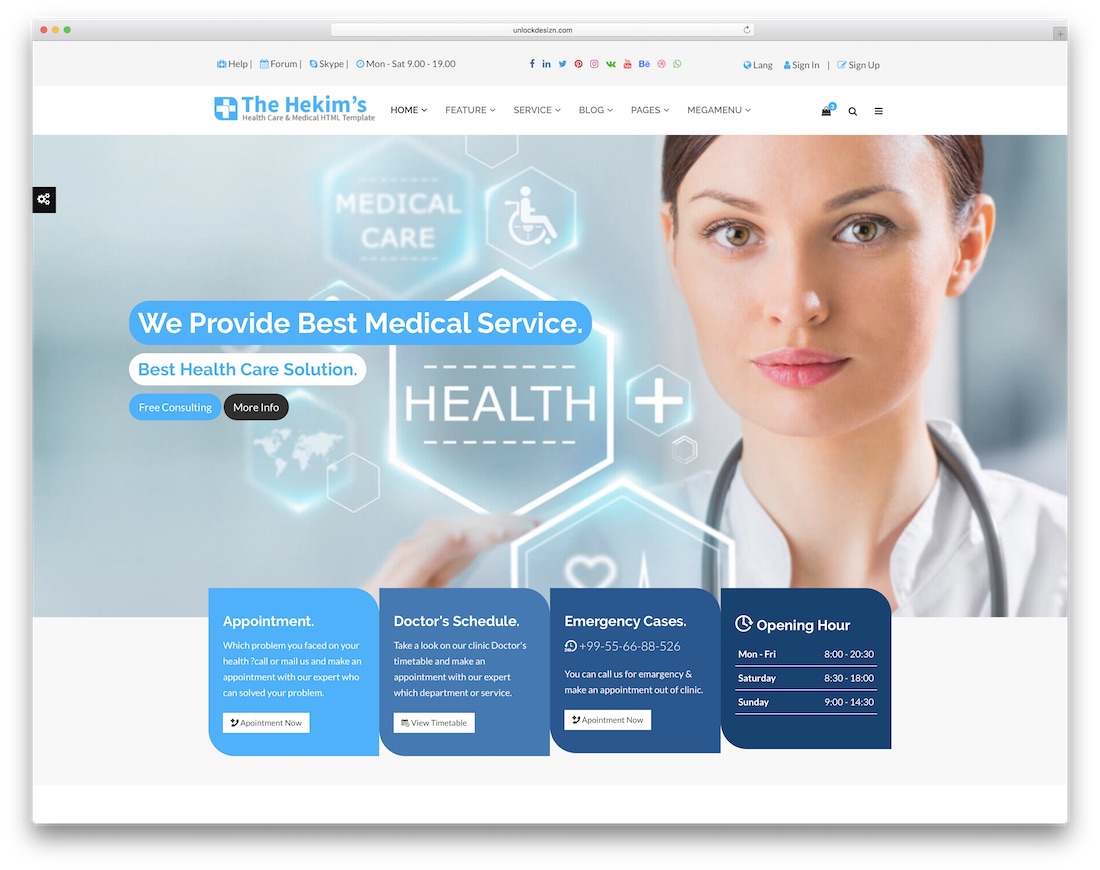 unlockdesizn.com
Help | Forum | Skype | Mon - Sat 9.00 - 19.00
Lang Sign In | Sign Up
The Hekim's
Health Care & Medical HTML Template
HOME FEATURE SERVICE BLOG PAGES MEGAMENU
3
MEDICAL
CARE
We Provide Best Medical Service.
Best Health Care Solution.
Free Consulting More Info
HEALTH
Appointment.
Which problem you faced on your
health ?call or mail us and make an
appointment with our expert who
can solved your problem.
Apointment Now
Doctor's Schedule.
Take a look on our clinic Doctor's
timetable and make an
appointment with our expert
which department or service.
View Timetable
Emergency Cases.
+99-55-66-88-526
You can call us for emargency &
make an appointment out of clinic.
Apointment Now
Opening Hour
Mon - Fri 8:00 - 20:30
Saturday 8:30 - 18:00
Sunday 9:00 - 14:30